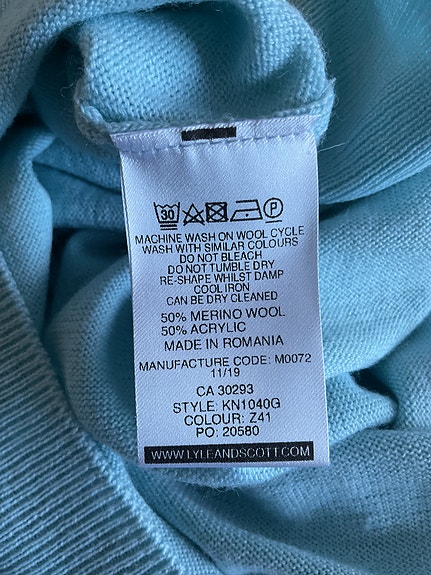 30 P
MACHINE WASH ON WOOL CYCLE
WASH WITH SIMILAR COLOURS
DO NOT BLEACH
DO NOT TUMBLE DRY
RE-SHAPE WHILST DAMP
COOL IRON
CAN BE DRY CLEANED
50% MERINO WOOL
50% ACRYLIC
MADE IN ROMANIA
MANUFACTURE CODE: M0072
11/19
CA 30293
STYLE: KN1040G
COLOUR: Z41
PO: 20580
WWW.LYLEANDSCOTT.COM